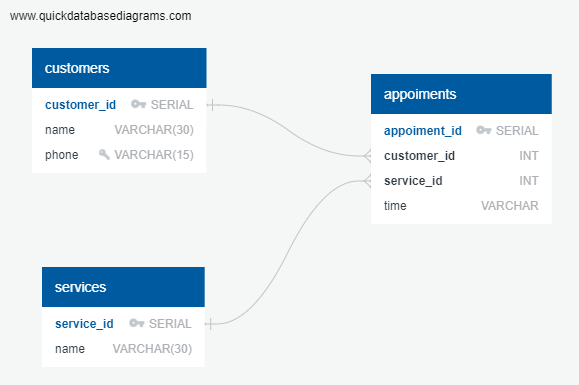 www.quickdatabasediagrams.com
customers
customer_id SERIAL
name VARCHAR(30)
phone VARCHAR(15)
appoiments
appoiment_id SERIAL
customer_id INT
service_id INT
time VARCHAR
services
service_id SERIAL
name VARCHAR(30)